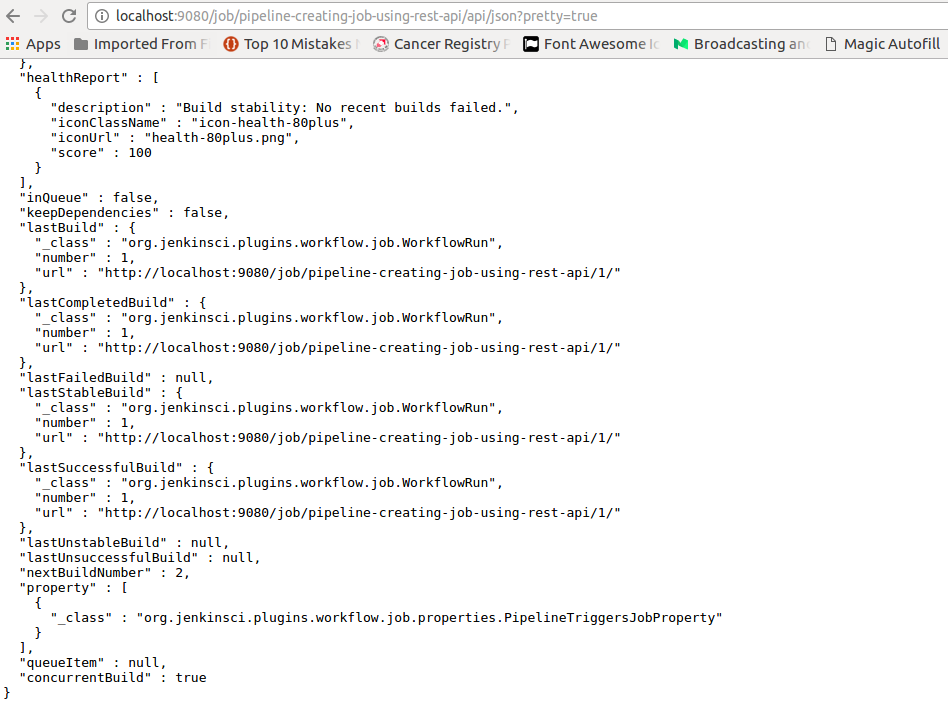 localhost:9080/job/pipeline-creating-job-using-rest-api/api/json?pretty=true
Apps Imported From F Top 10 Mistakes Cancer Registry P Font Awesome Ic Broadcasting an Magic Autofill
},
"healthReport" : [
{
"description" : "Build stability: No recent builds failed.",
"iconClassName" : "icon-health-80plus",
"iconUrl" : "health-80plus.png",
"score" : 100
}
],
"inQueue" : false,
"keepDependencies" : false,
"lastBuild" : {
"_class" : "org.jenkinsci.plugins.workflow.job.WorkflowRun",
"number" : 1,
"url" : "http://localhost:9080/job/pipeline-creating-job-using-rest-api/1/"
},
"lastCompletedBuild" : {
"_class" : "org.jenkinsci.plugins.workflow.job.WorkflowRun",
"number" : 1,
"url" : "http://localhost:9080/job/pipeline-creating-job-using-rest-api/1/"
},
"lastFailedBuild" : null,
"lastStableBuild" : {
"_class" : "org.jenkinsci.plugins.workflow.job.WorkflowRun",
"number" : 1,
"url" : "http://localhost:9080/job/pipeline-creating-job-using-rest-api/1/"
},
"lastSuccessfulBuild" : {
"_class" : "org.jenkinsci.plugins.workflow.job.WorkflowRun",
"number" : 1,
"url" : "http://localhost:9080/job/pipeline-creating-job-using-rest-api/1/"
},
"lastUnstableBuild" : null,
"lastUnsuccessfulBuild" : null,
"nextBuildNumber" : 2,
"property" : [
{
"_class" : "org.jenkinsci.plugins.workflow.job.properties.PipelineTriggersJobProperty"
}
],
"queueItem" : null,
"concurrentBuild" : true
}